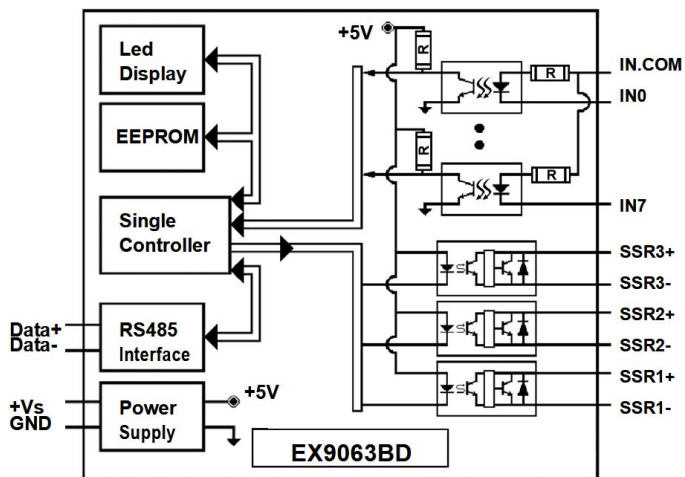 Led
Display
EEPROM
Single
Controller
RS485
Interface
Power
Supply
Data+
Data-
+Vs
GND
+5V
+5V
R
R
R
R
IN.COM
IN0
IN7
SSR3+
SSR3-
SSR2+
SSR2-
SSR1+
SSR1-
EX9063BD